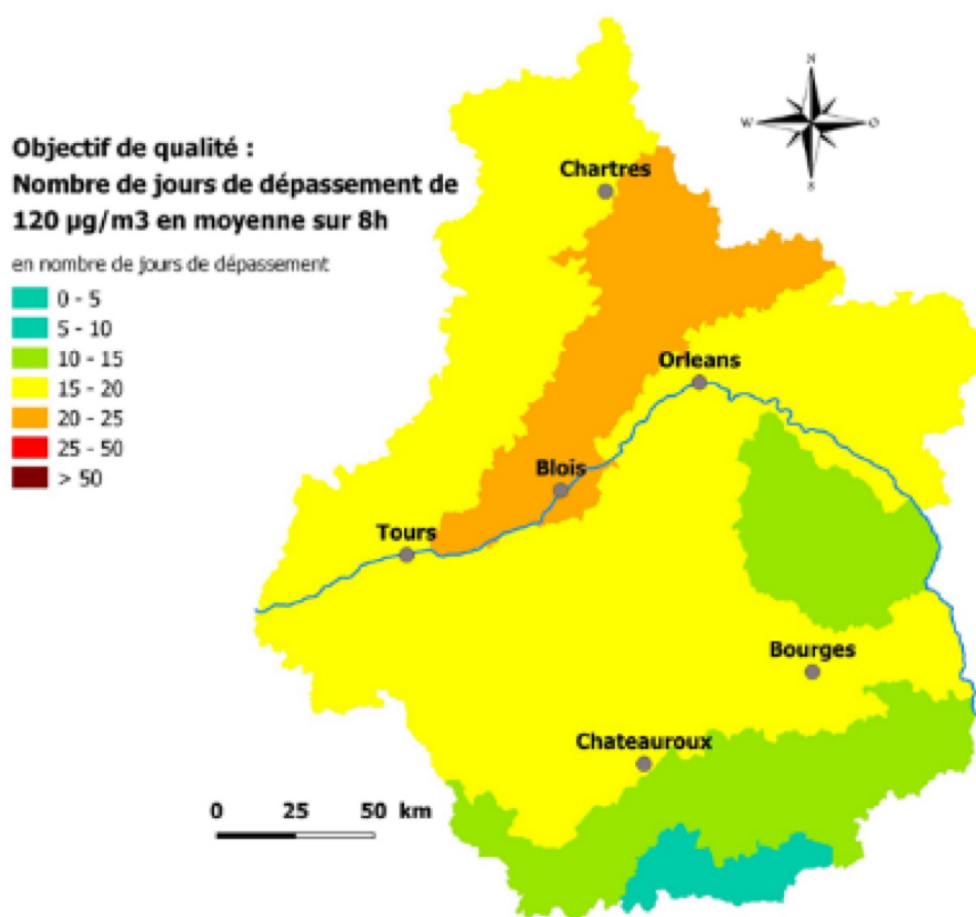 Objectif de qualité :
Nombre de jours de dépassement de
120 µg/m3 en moyenne sur 8h
en nombre de jours de dépassement
0 - 5
5 - 10
10 - 15
15 - 20
20 - 25
25 - 50
> 50
N
W
O
S
Chartres
Orleans
Blois
Tours
Bourges
Chateauroux
0 25 50 km